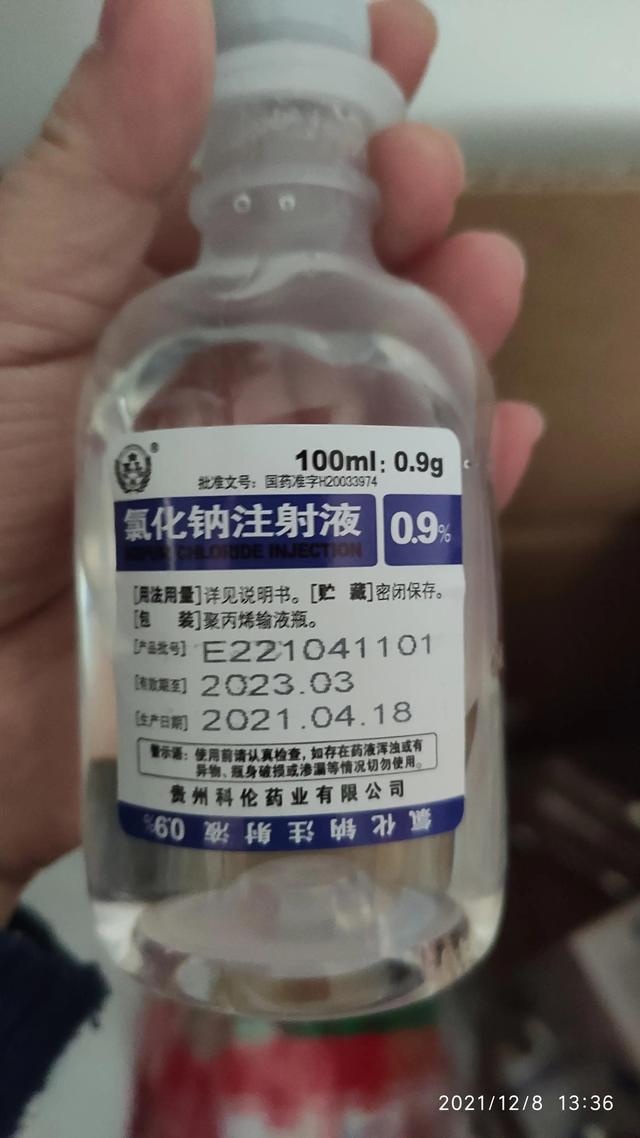 ®
100ml: 0.9g
批准文号: 国药准字H20033974
氯化钠注射液 0.9%
SODIUM CHLORIDE INJECTION
[用法用量]详见说明书。[贮 藏]密闭保存。
[包 装]聚丙烯输液瓶。
[产品批号] E221041101
[有效期至] 2023.03
[生产日期] 2021.04.18
警示语: 使用前请认真检查, 如存在药液浑浊或有
异物、瓶身破损或渗漏等情况切勿使用。
贵州科伦药业有限公司
氯化钠注射液 0.9%
2021/12/8 13:36